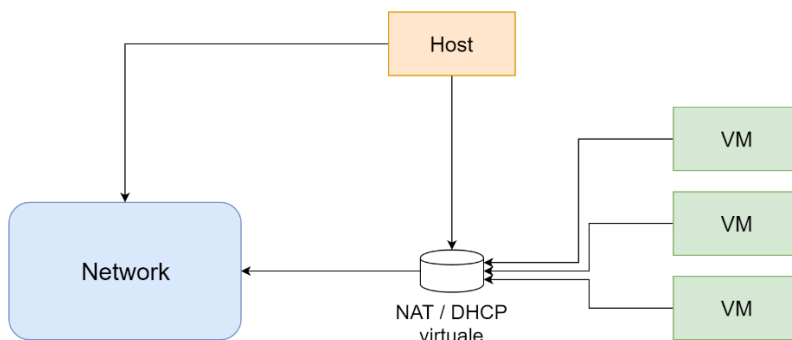 Host
VM
VM
Network
VM
NAT / DHCP
virtuale